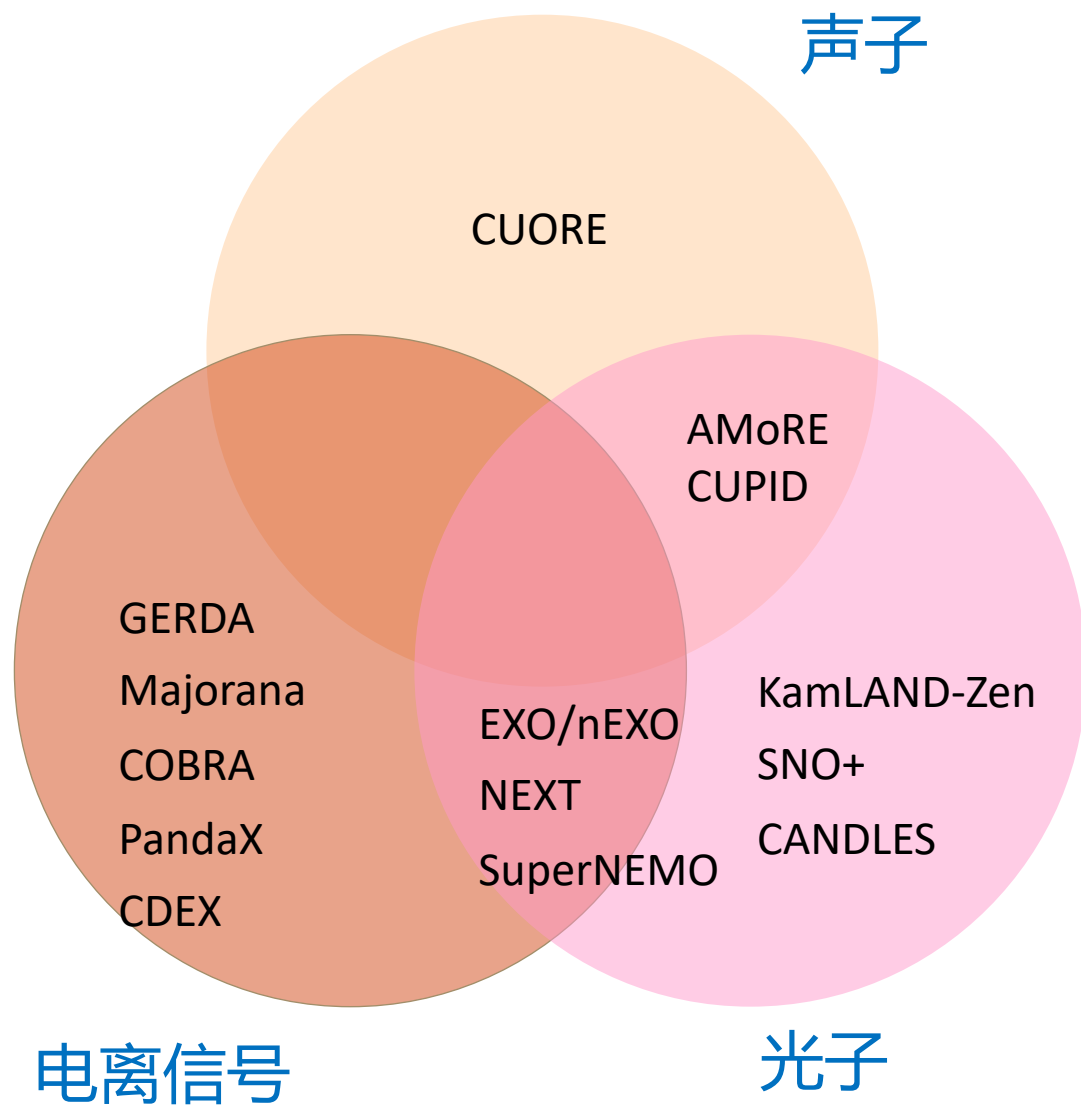 声子
CUORE
AMoRE
CUPID
GERDA
Majorana
COBRA
PandaX
CDEX
EXO/nEXO
NEXT
SuperNEMO
KamLAND-Zen
SNO+
CANDLES
电离信号
光子